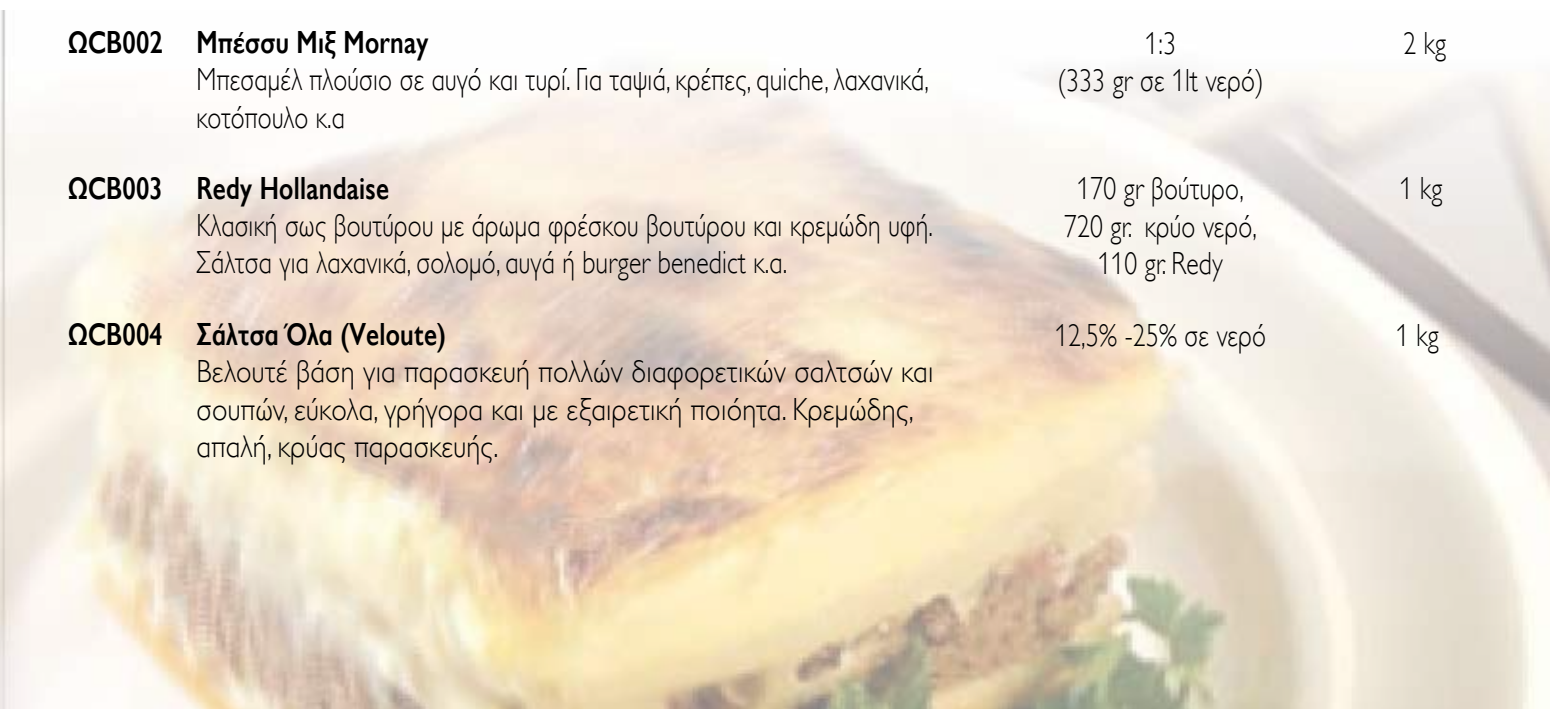 ΩCB002 Μπέσσυ Μιξ Mornay 1:3 2 kg
Μπεσαμέλ πλούσιο σε αυγό και τυρί. Για ταψιά, κρέπες, quiche, λαχανικά, (333 gr σε 1lt νερό)
κοτόπουλο κ.α
ΩCB003 Redy Hollandaise 170 gr βούτυρο, 1 kg
Κλασική σως βουτύρου με άρωμα φρέσκου βουτύρου και κρεμώδη υφή. 720 gr. κρύο νερό,
Σάλτσα για λαχανικά, σολομό, αυγά ή burger benedict κ.α. 110 gr. Redy
ΩCB004 Σάλτσα Όλα (Veloute) 12,5% -25% σε νερό 1 kg
Βελουτέ βάση για παρασκευή πολλών διαφορετικών σαλτσών και
σουπών, εύκολα, γρήγορα και με εξαιρετική ποιόητα. Κρεμώδης,
απαλή, κρύας παρασκευής.